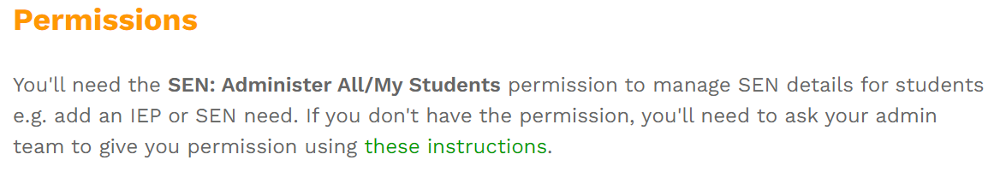 Permissions
You'll need the SEN: Administer All/My Students permission to manage SEN details for students
e.g. add an IEP or SEN need. If you don't have the permission, you'll need to ask your admin
team to give you permission using these instructions.